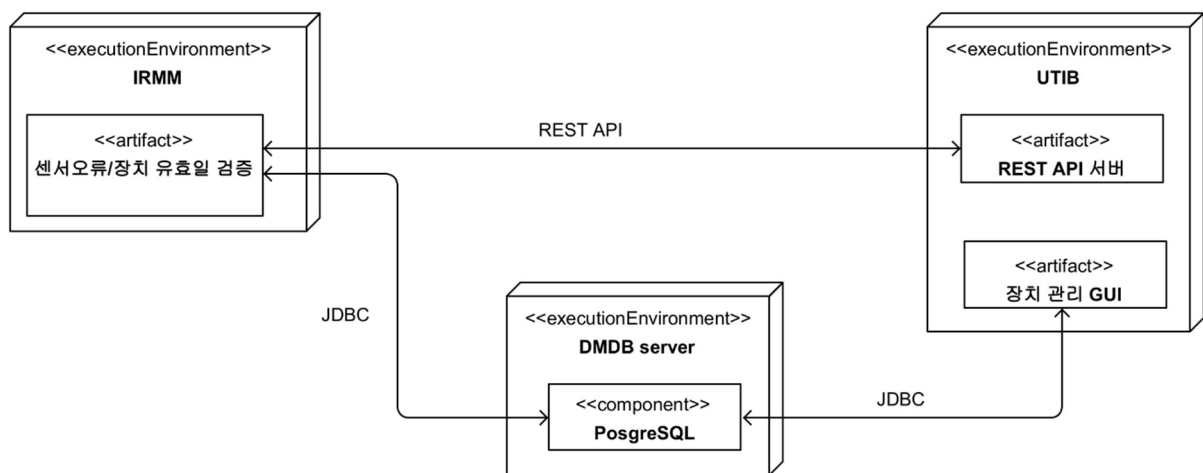 <<executionEnvironment>>
IRMM
<<artifact>>
센서오류/장치 유효일 검증
REST API
<<executionEnvironment>>
UTIB
<<artifact>>
REST API 서버
<<artifact>>
장치 관리 GUI
JDBC
<<executionEnvironment>>
DMDB server
<<component>>
PosgreSQL
JDBC